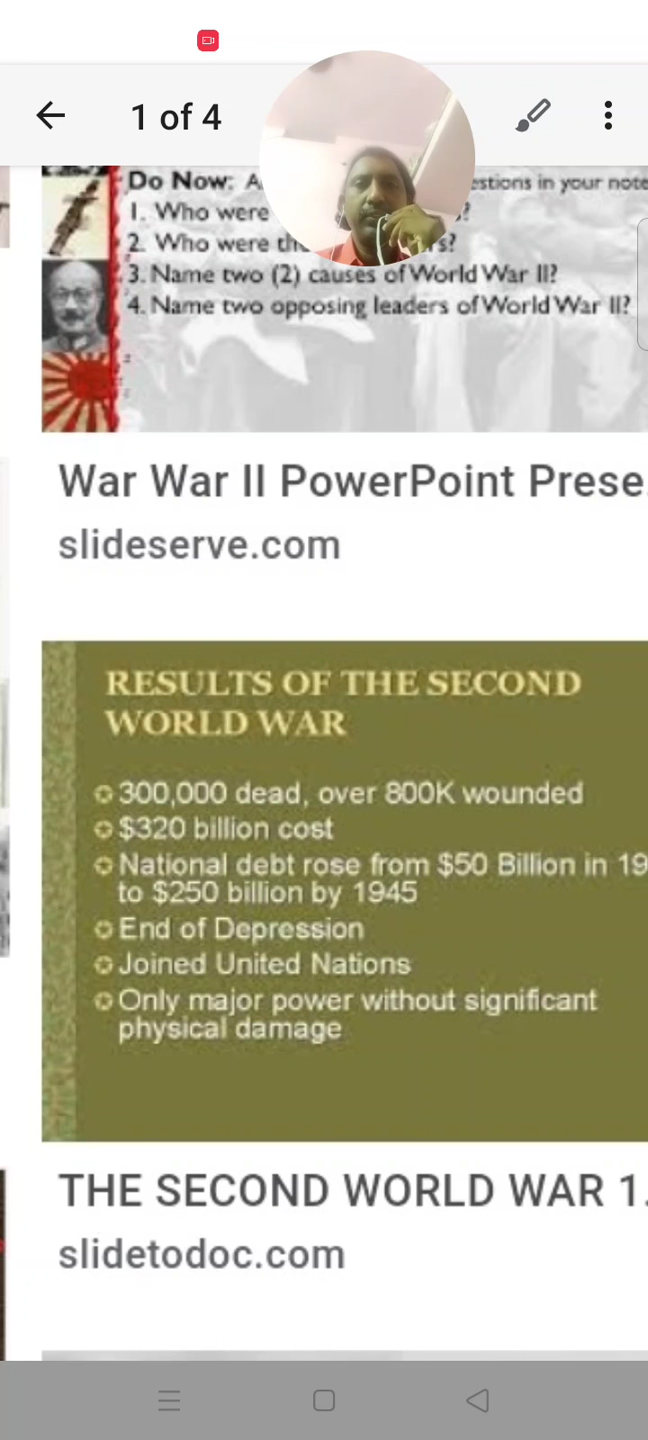 1 of 4
Do Now: A
estions in your note
1. Who were
?
2. Who were th
s?
3. Name two (2) causes of World War II?
4. Name two opposing leaders of World War II?
War War II PowerPoint Prese.
slideserve.com
RESULTS OF THE SECOND
WORLD WAR
300,000 dead, over 800K wounded
$320 billion cost
National debt rose from $50 Billion in 19
to $250 billion by 1945
End of Depression
Joined United Nations
Only major power without significant
physical damage
THE SECOND WORLD WAR 1.
slidetodoc.com